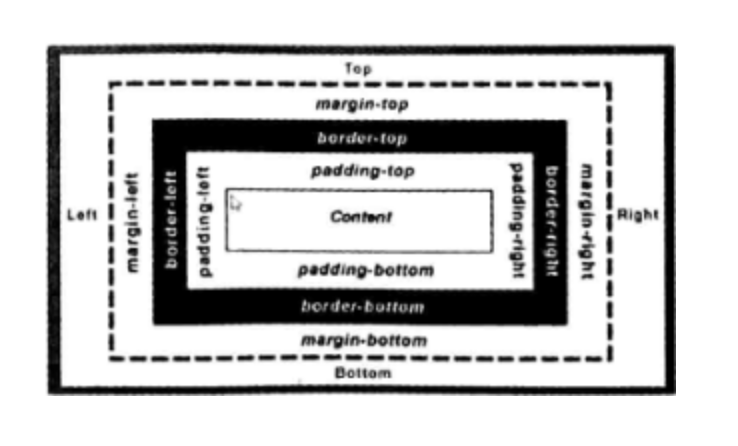 Top
margin-top
border-top
padding-top
Left
margin-left
border-left
padding-left
Content
padding-right
border-right
margin-right
Right
padding-bottom
border-bottom
margin-bottom
Bottom